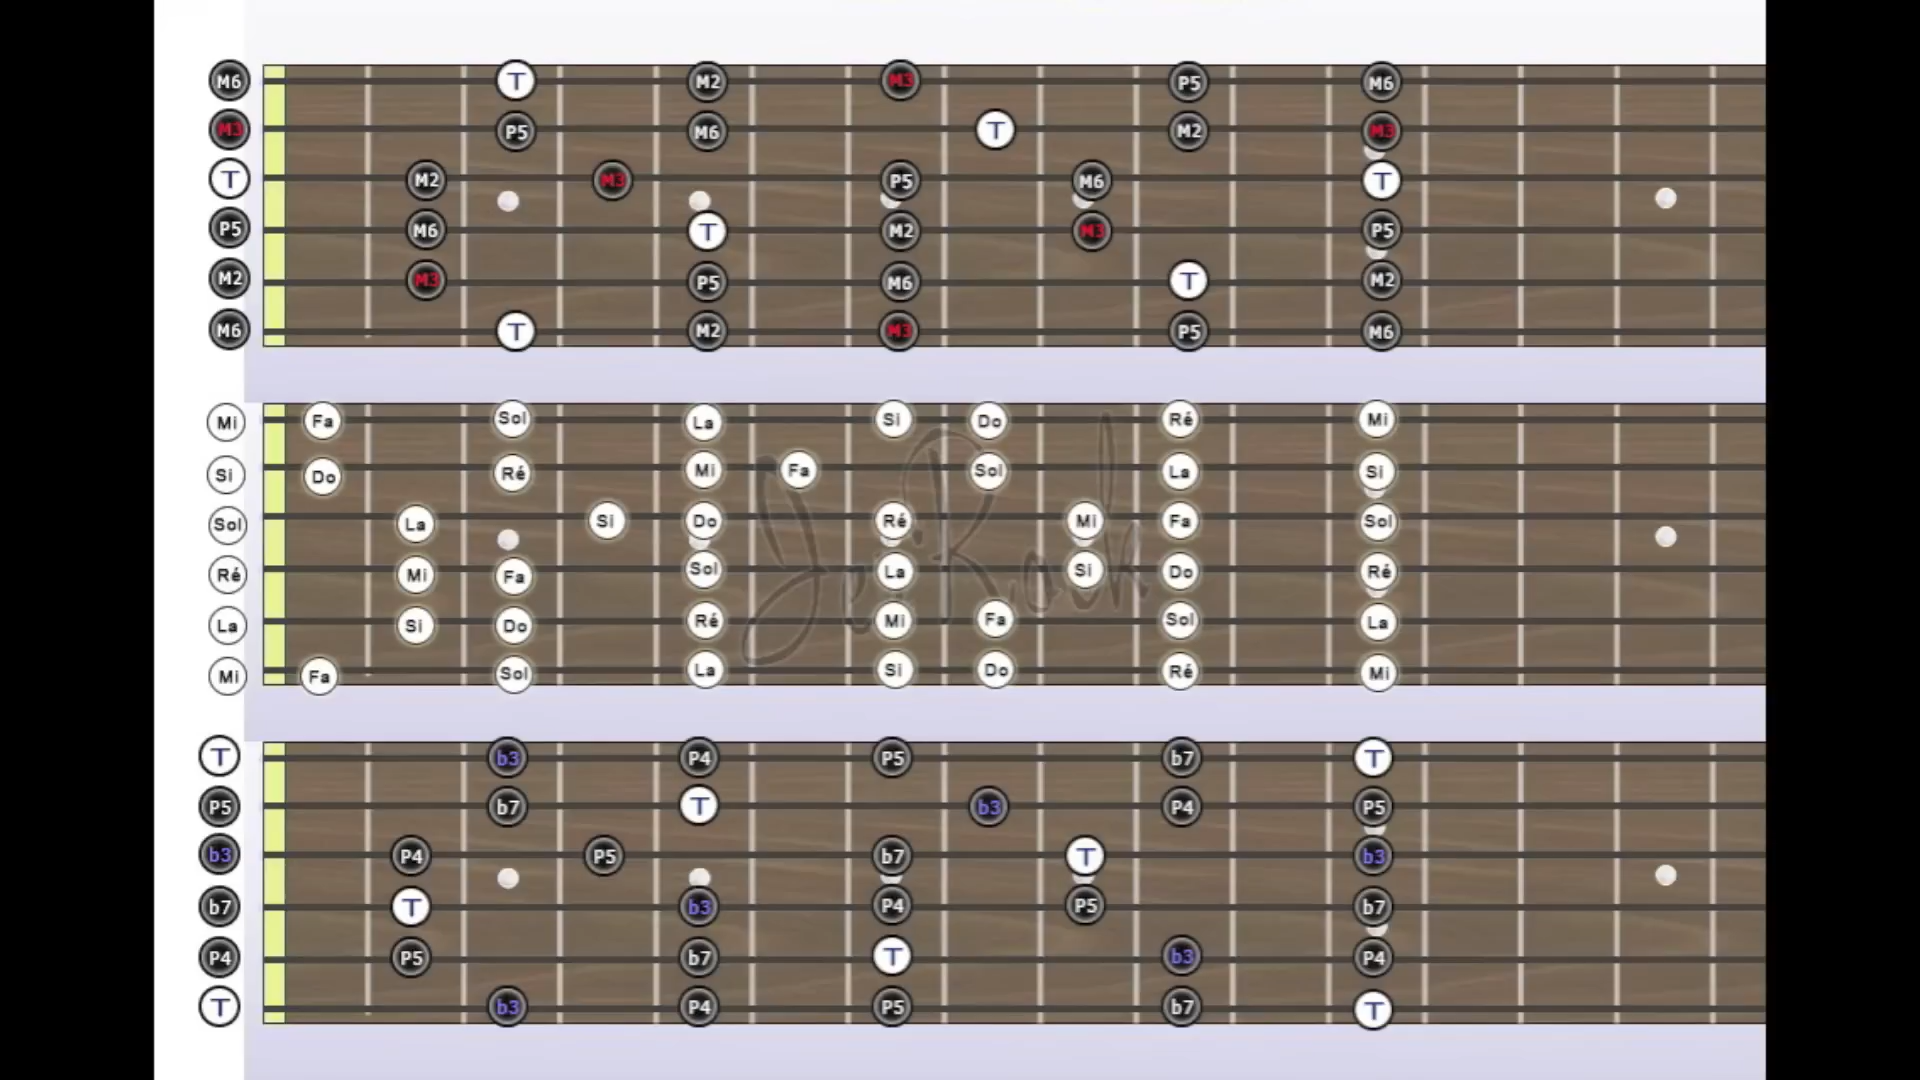 M6 T M2 M3 P5 M6
M3 P5 M6 T M2 M3
T M2 M3 P5 M6 T
P5 M6 T M2 M3 P5
M2 M3 P5 M6 T M2
M6 T M2 M3 P5 M6
Mi Fa Sol La Si Do Ré Mi
Si Do Ré Mi Fa Sol La Si
Sol La Si Do Ré Mi Fa Sol
Ré Mi Fa Sol La Si Do Ré
La Si Do Ré Mi Fa Sol La
Mi Fa Sol La Si Do Ré Mi
JeiRock
T b3 P4 P5 b7 T
P5 b7 T b3 P4 P5
b3 P4 P5 b7 T b3
b7 T b3 P4 P5 b7
P4 P5 b7 T b3 P4
T b3 P4 P5 b7 T